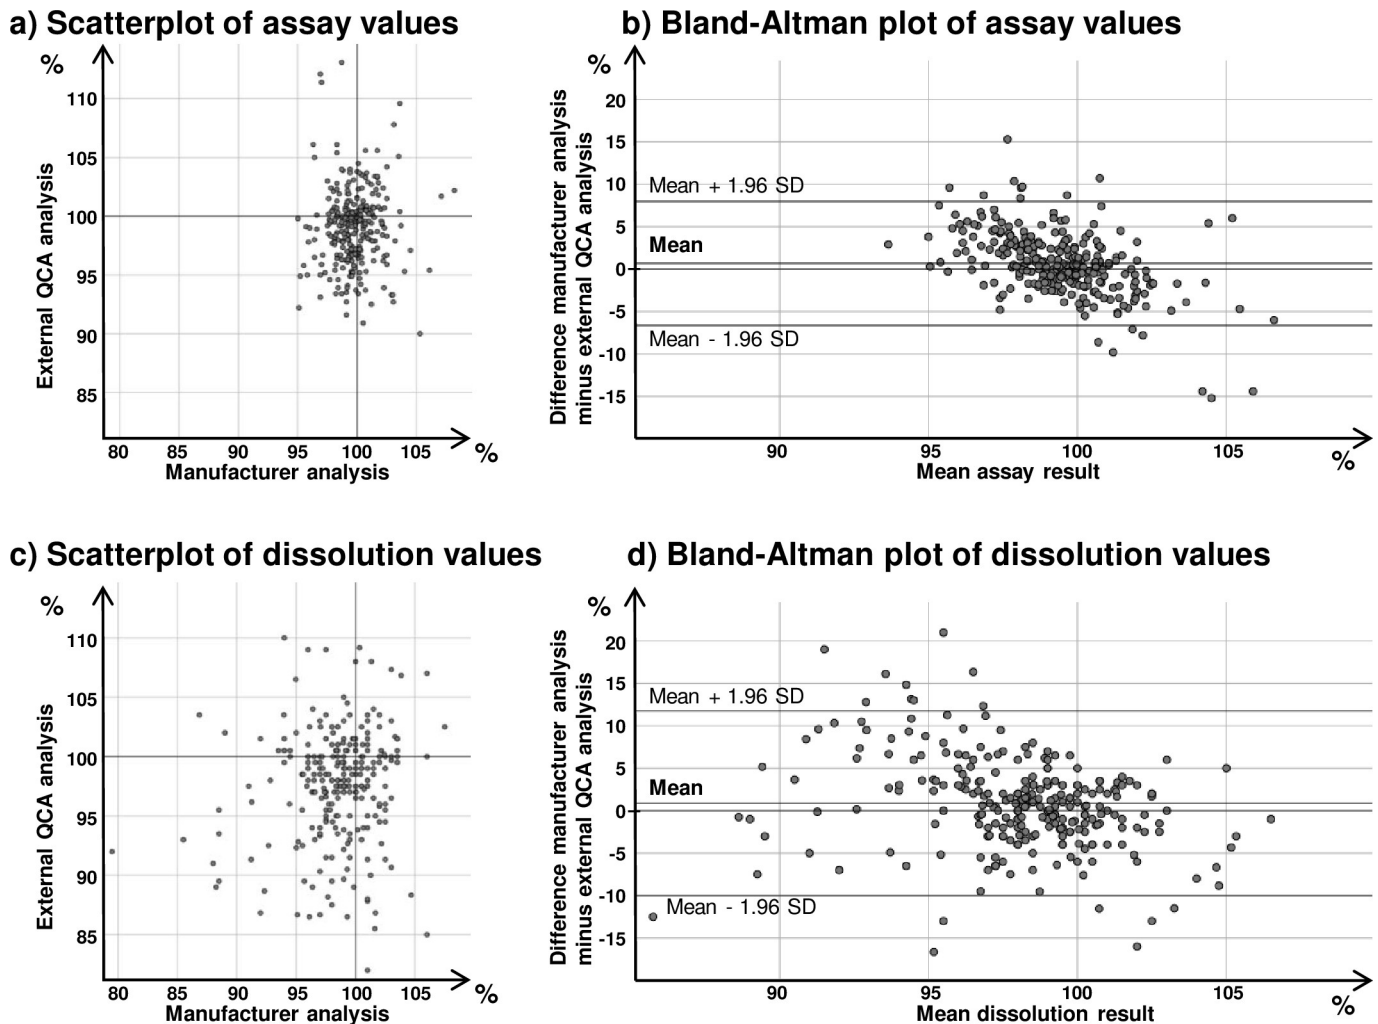 a) Scatterplot of assay values
%
110
105
100
95
90
85
External QCA analysis
80 85 90 95 100 105
%
Manufacturer analysis
b) Bland-Altman plot of assay values
%
20
15
10
5
0
-5
-10
-15
Difference manufacturer analysis
minus external QCA analysis
Mean + 1.96 SD
Mean
Mean - 1.96 SD
90 95 100 105
%
Mean assay result
c) Scatterplot of dissolution values
%
110
105
100
95
90
85
External QCA analysis
80 85 90 95 100 105
%
Manufacturer analysis
d) Bland-Altman plot of dissolution values
%
20
15
10
5
0
-5
-10
-15
Difference manufacturer analysis
minus external QCA analysis
Mean + 1.96 SD
Mean
Mean - 1.96 SD
90 95 100 105
%
Mean dissolution result